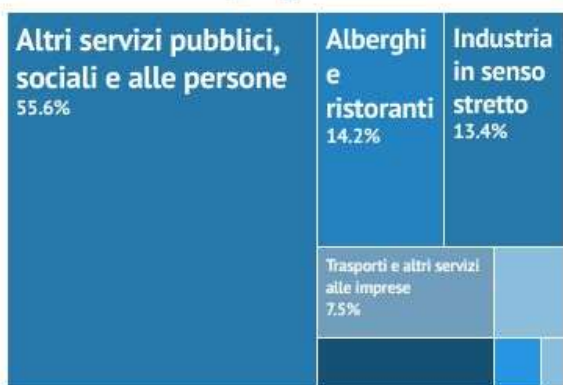 Altri servizi pubblici,
sociali e alle persone
55.6%
Alberghi
e
ristoranti
14.2%
Industria
in senso
stretto
13.4%
Trasporti e altri servizi
alle imprese
7.5%